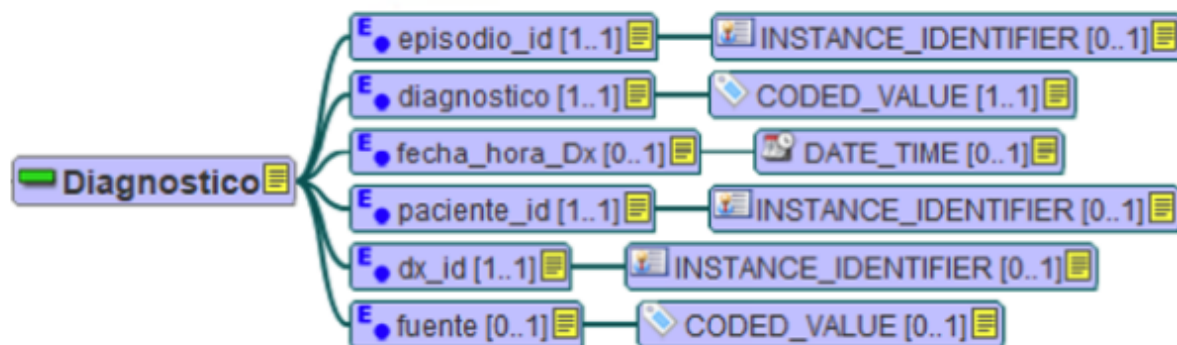 episodio_id [1..1] INSTANCE_IDENTIFIER [0..1]
diagnostico [1..1] CODED_VALUE [1..1]
fecha_hora_Dx [0..1] DATE_TIME [0..1]
Diagnostico
paciente_id [1..1] INSTANCE_IDENTIFIER [0..1]
dx_id [1..1] INSTANCE_IDENTIFIER [0..1]
fuente [0..1] CODED_VALUE [0..1]